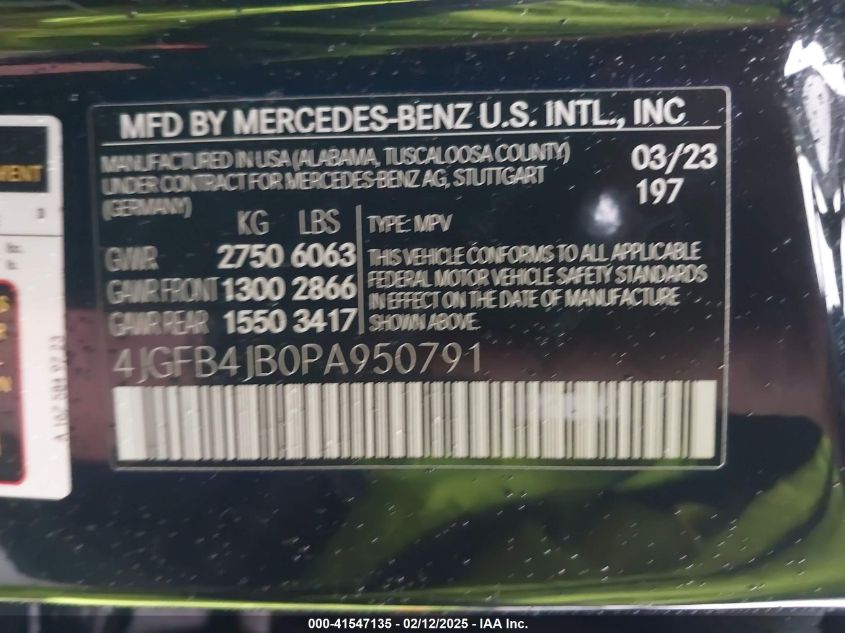 MFD BY MERCEDES-BENZ U.S. INTL., INC
MANUFACTURED IN USA (ALABAMA, TUSCALOOSA COUNTY)
UNDER CONTRACT FOR MERCEDES-BENZ AG, STUTTGART
(GERMANY)
03/23
197
KG LBS
GVWR 2750 6063
GAWR FRONT 1300 2866
GAWR REAR 1550 3417
TYPE: MPV
THIS VEHICLE CONFORMS TO ALL APPLICABLE
FEDERAL MOTOR VEHICLE SAFETY STANDARDS
IN EFFECT ON THE DATE OF MANUFACTURE
SHOWN ABOVE.
4JGFB4JB0PA950791
000-41547135 - 02/12/2025 - IAA Inc.